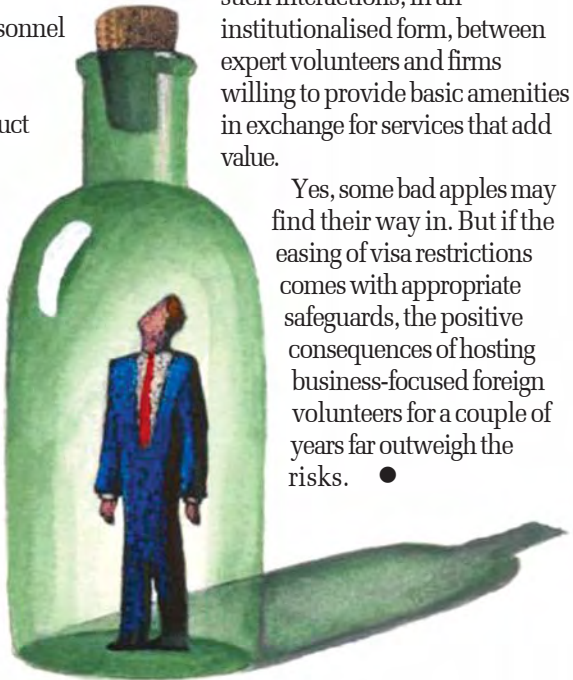 rsonnel
uct
such interactions, in an
institutionalised form, between
expert volunteers and firms
willing to provide basic amenities
in exchange for services that add
value.
Yes, some bad apples may
find their way in. But if the
easing of visa restrictions
comes with appropriate
safeguards, the positive
consequences of hosting
business-focused foreign
volunteers for a couple of
years far outweigh the
risks. ●